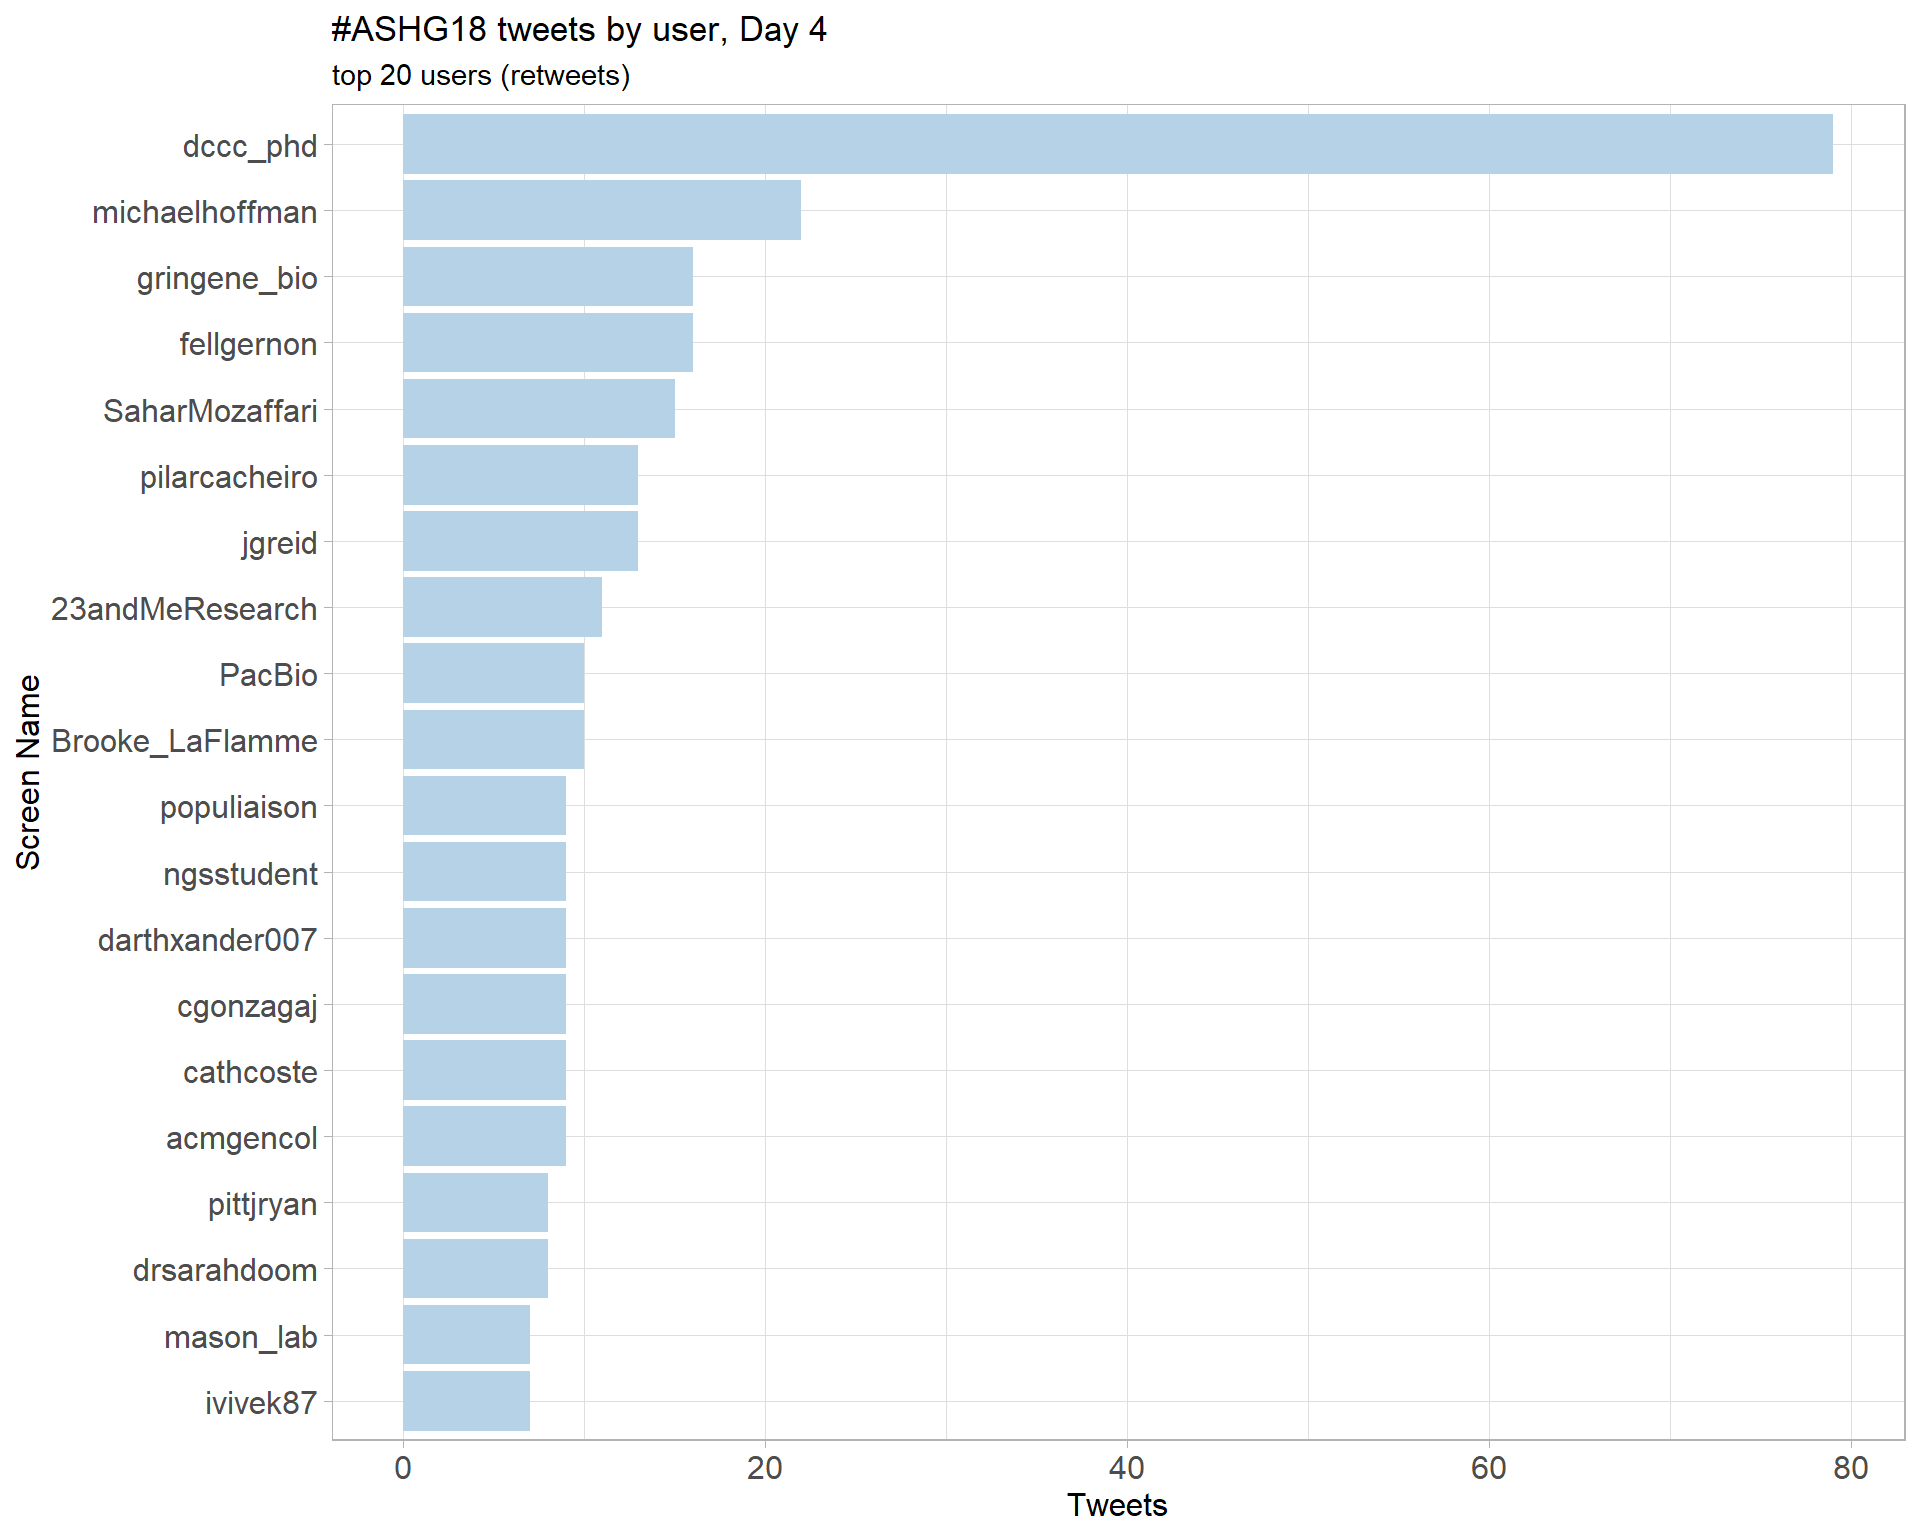 #ASHG18 tweets by user, Day 4
top 20 users (retweets)
Screen Name
dccc_phd
michaelhoffman
gringene_bio
fellgernon
SaharMozaffari
pilarcacheiro
jgreid
23andMeResearch
PacBio
Brooke_LaFlamme
populiaison
ngsstudent
darthxander007
cgonzagaj
cathcoste
acmgencol
pittjryan
drsarahdoom
mason_lab
ivivek87
0 20 40 60 80
Tweets